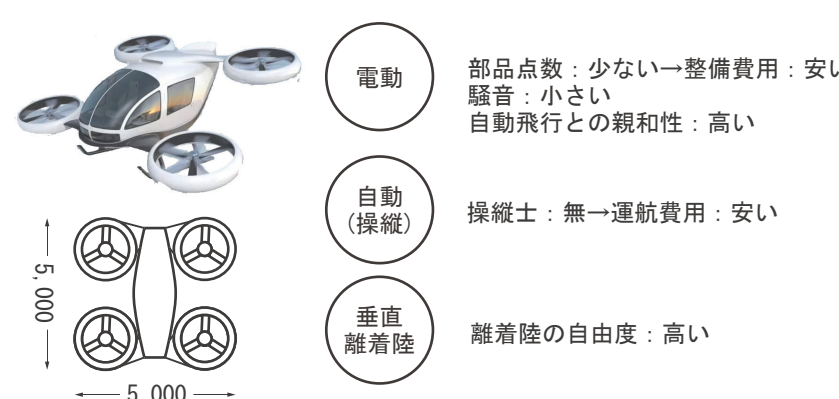 電動
部品点数：少ない→整備費用：安い
騒音：小さい
自動飛行との親和性：高い
自動
（操縦）
操縦士：無→運航費用：安い
垂直
離着陸
離着陸の自由度：高い
5,000
5,000